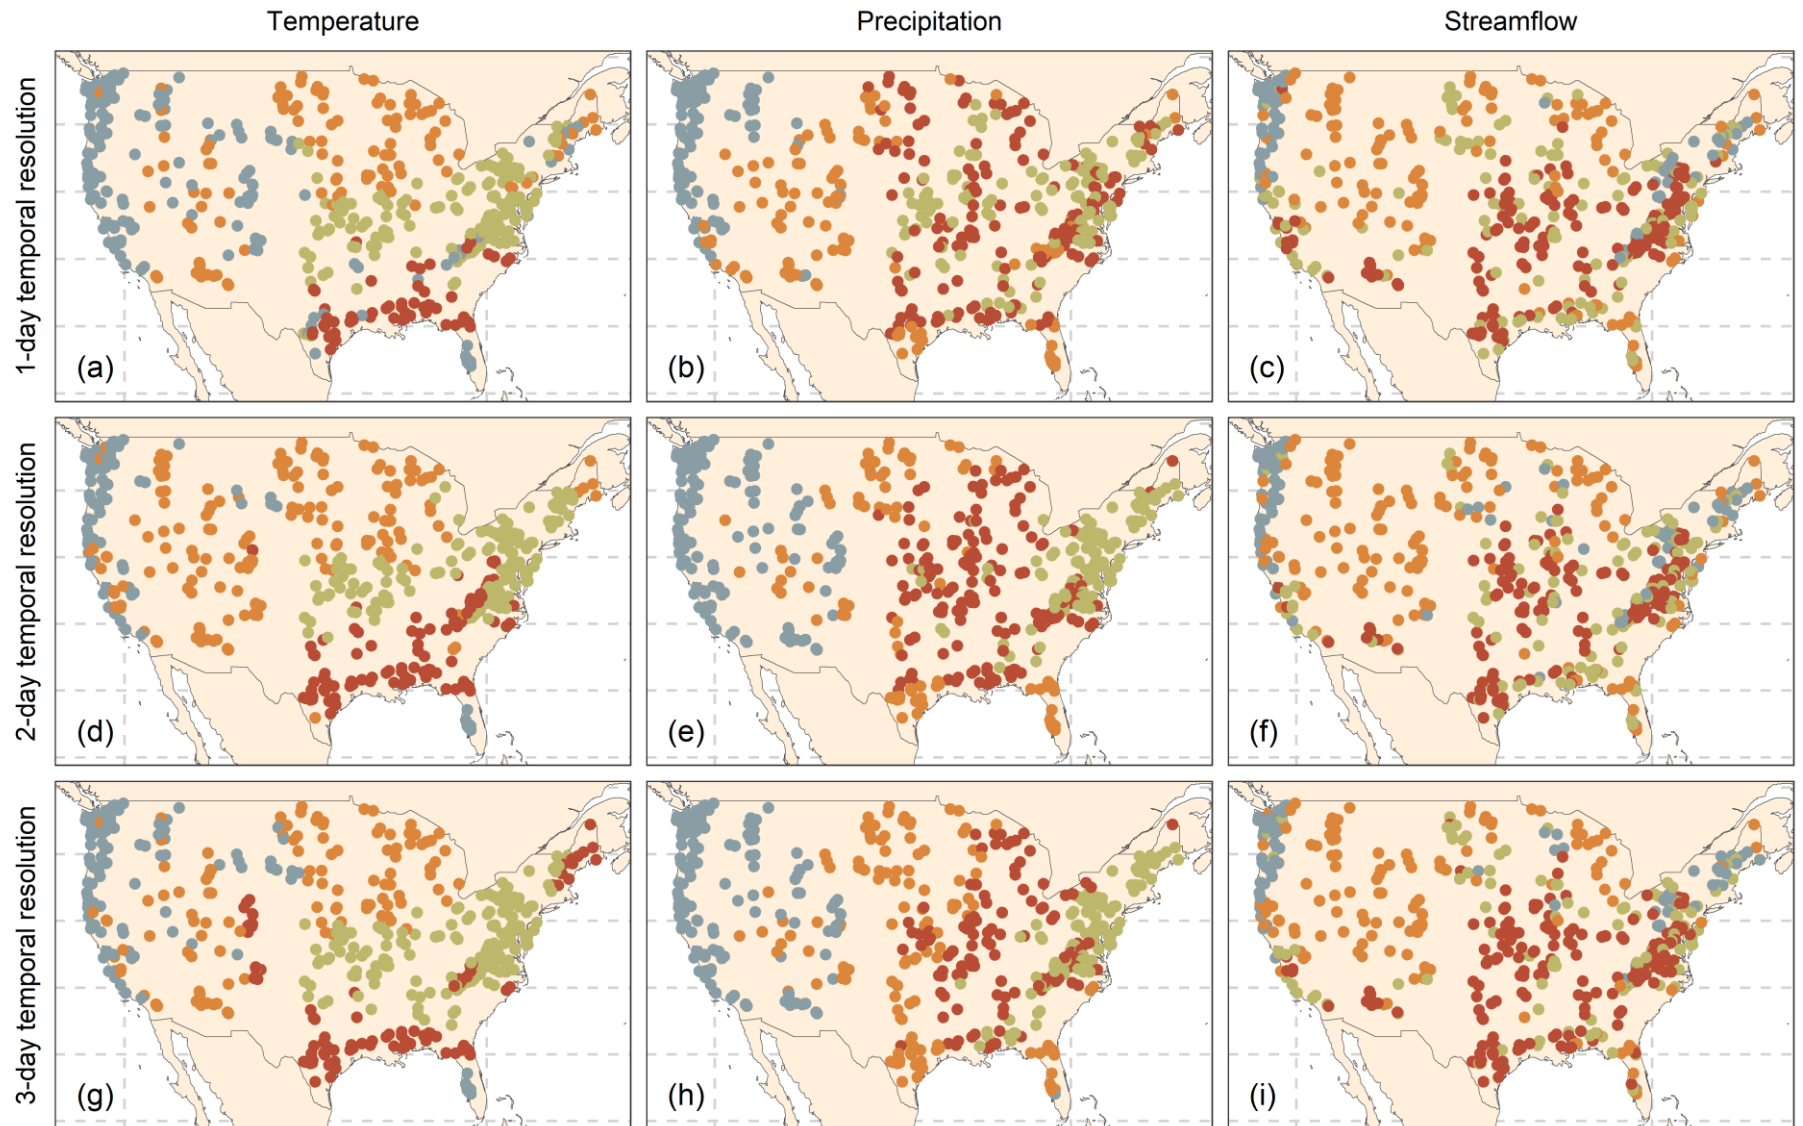 Temperature
Precipitation
Streamflow
1-day temporal resolution
(a)
(b)
(c)
2-day temporal resolution
(d)
(e)
(f)
3-day temporal resolution
(g)
(h)
(i)